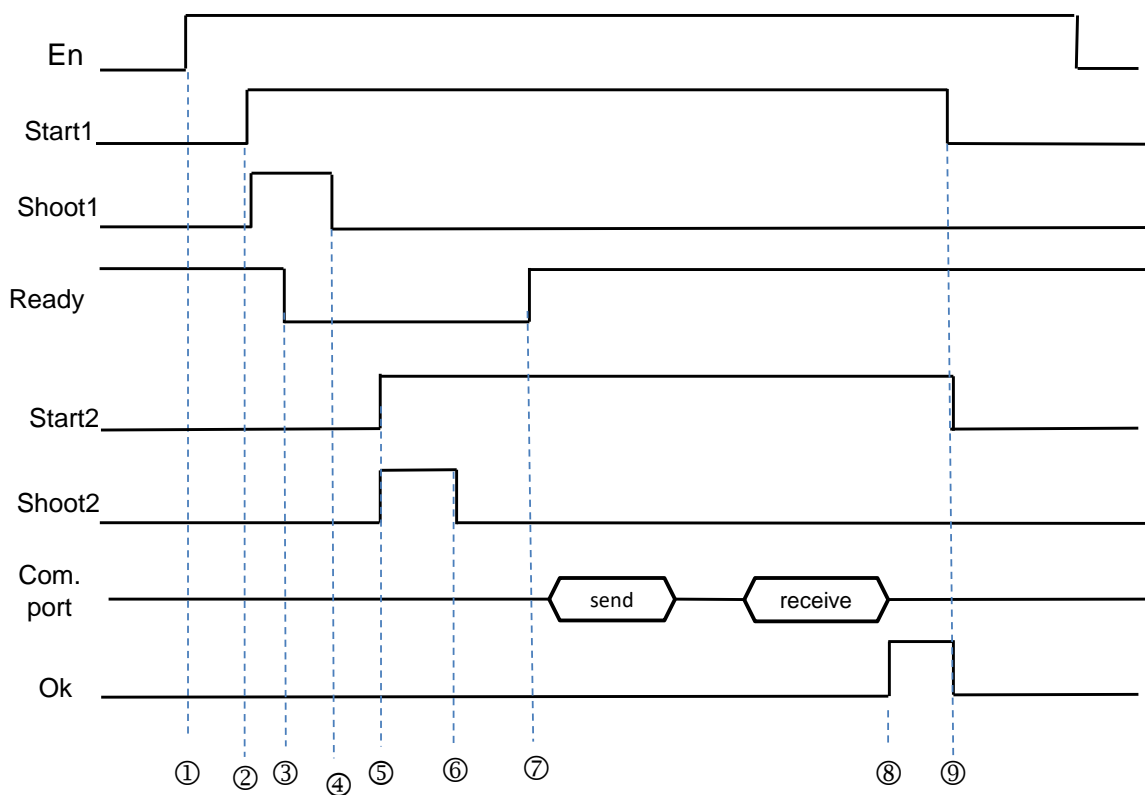 En
Start1
Shoot1
Ready
Start2
Shoot2
Com.
port
send
receive
Ok
①
②
③
④
⑤
⑥
⑦
⑧
⑨